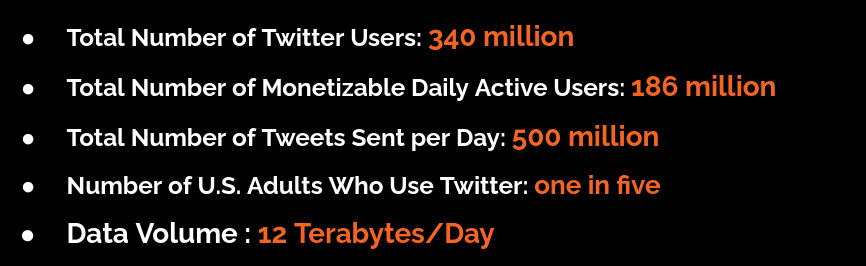 ● Total Number of Twitter Users: 340 million
● Total Number of Monetizable Daily Active Users: 186 million
● Total Number of Tweets Sent per Day: 500 million
● Number of U.S. Adults Who Use Twitter: one in five
● Data Volume : 12 Terabytes/Day